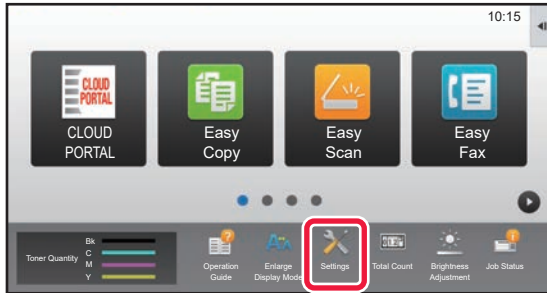 10:15
CLOUD
PORTAL
CLOUD
PORTAL
Easy
Copy
Easy
Scan
Easy
Fax
Toner Quantity
Bk
C
M
Y
Operation
Guide
Enlarge
Display Mode
Settings
Total Count
Brightness
Adjustment
Job Status